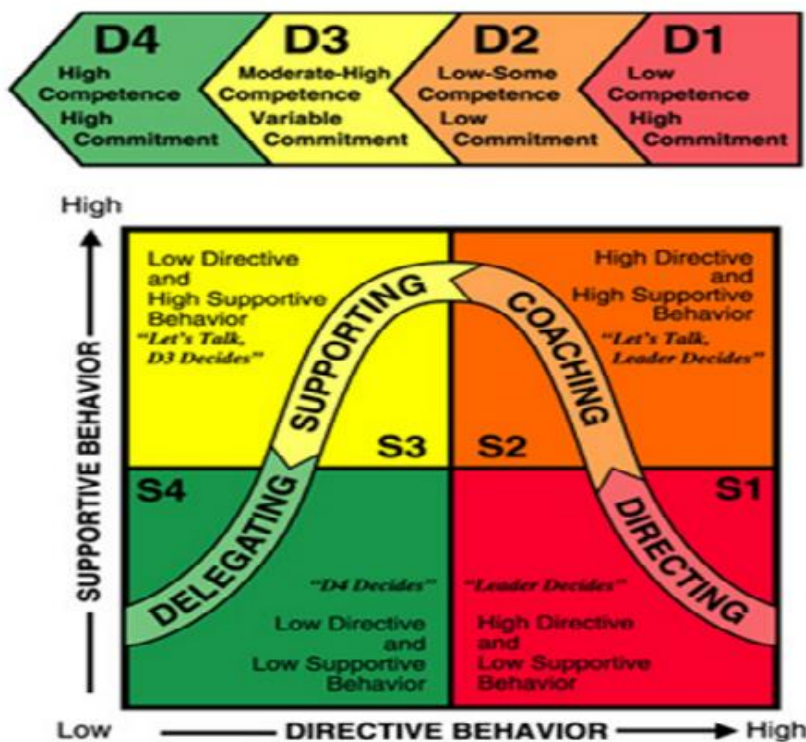 D4
High
Competence
High
Commitment
D3
Moderate-High
Competence
Variable
Commitment
D2
Low-Some
Competence
Low
Commitment
D1
Low
Competence
High
Commitment
High
SUPPORTIVE BEHAVIOR
Low Directive
and
High Supportive
Behavior
"Let's Talk,
D3 Decides"
SUPPORTING
S3
High Directive
and
High Supportive
Behavior
"Let's Talk,
Leader Decides"
COACHING
S2
S4
DELEGATING
"D4 Decides"
Low Directive
and
Low Supportive
Behavior
S1
DIRECTING
"Leader Decides"
High Directive
and
Low Supportive
Behavior
Low
DIRECTIVE BEHAVIOR
High